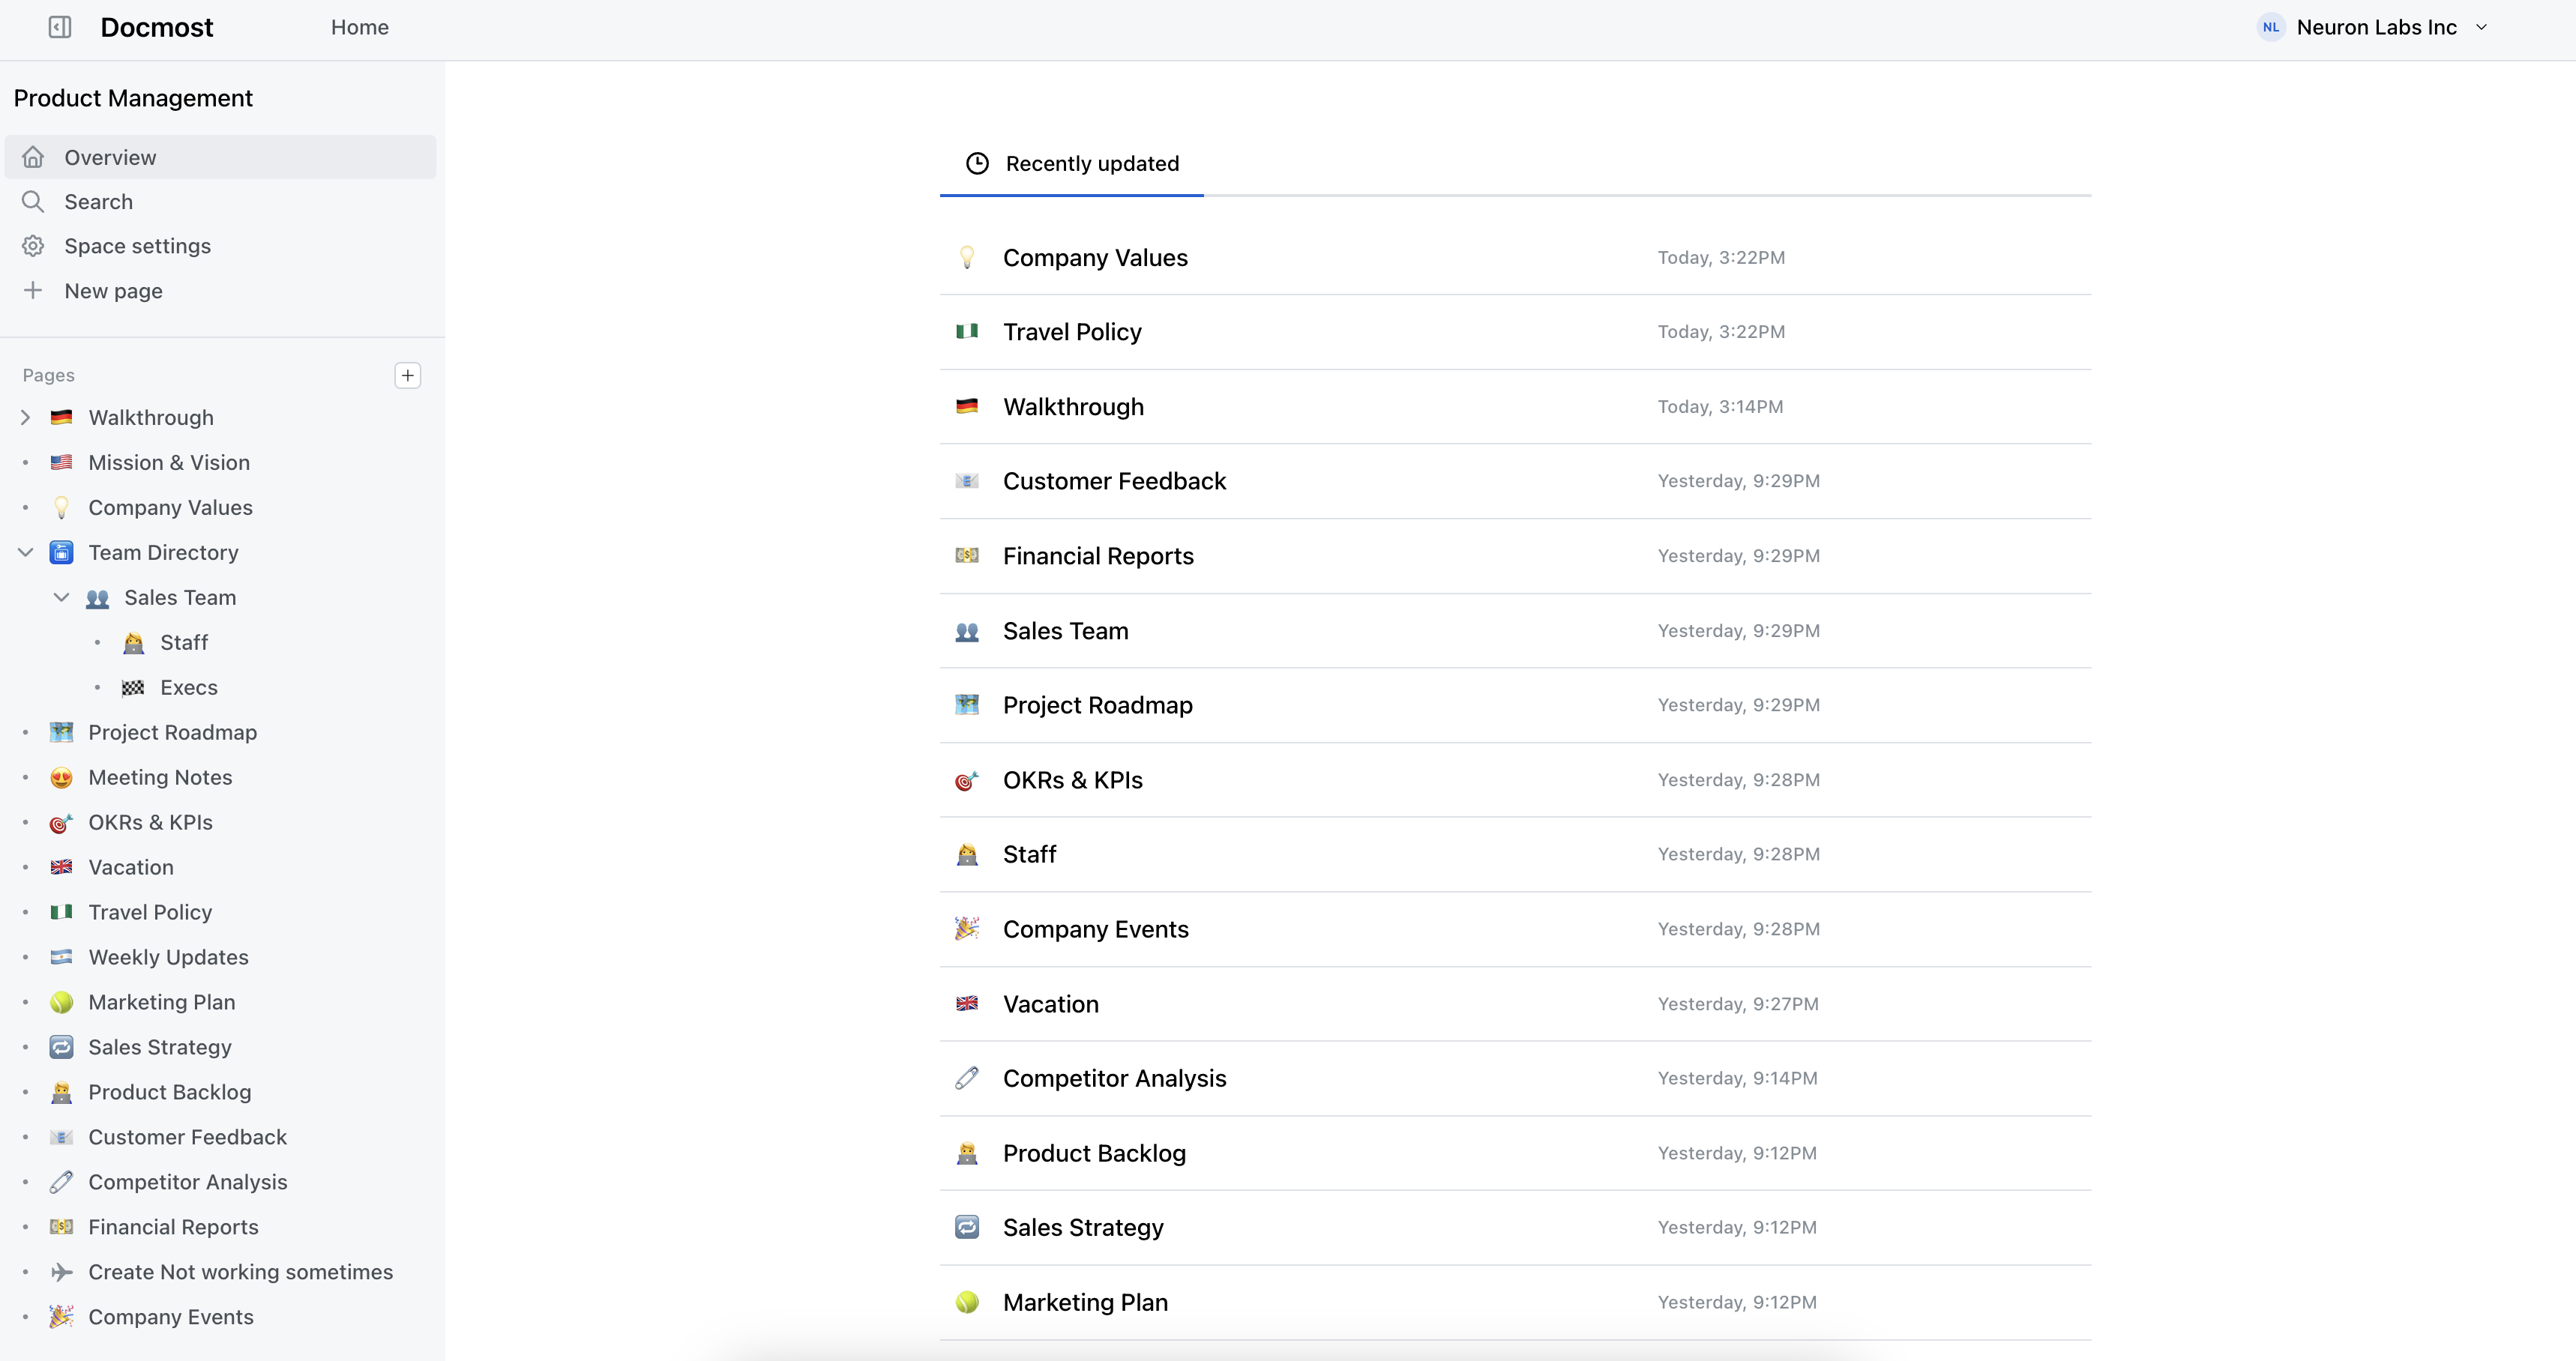 Docmost
Home
NL
Neuron Labs Inc
Product Management
Overview
Search
Space settings
New page
Pages
Walkthrough
Mission & Vision
Company Values
Team Directory
Sales Team
Staff
Execs
Project Roadmap
Meeting Notes
OKRs & KPIs
Vacation
Travel Policy
Weekly Updates
Marketing Plan
Sales Strategy
Product Backlog
Customer Feedback
Competitor Analysis
Financial Reports
Create Not working sometimes
Company Events
Recently updated
Company Values Today, 3:22PM
Travel Policy Today, 3:22PM
Walkthrough Today, 3:14PM
Customer Feedback Yesterday, 9:29PM
Financial Reports Yesterday, 9:29PM
Sales Team Yesterday, 9:29PM
Project Roadmap Yesterday, 9:29PM
OKRs & KPIs Yesterday, 9:28PM
Staff Yesterday, 9:28PM
Company Events Yesterday, 9:28PM
Vacation Yesterday, 9:27PM
Competitor Analysis Yesterday, 9:14PM
Product Backlog Yesterday, 9:12PM
Sales Strategy Yesterday, 9:12PM
Marketing Plan Yesterday, 9:12PM